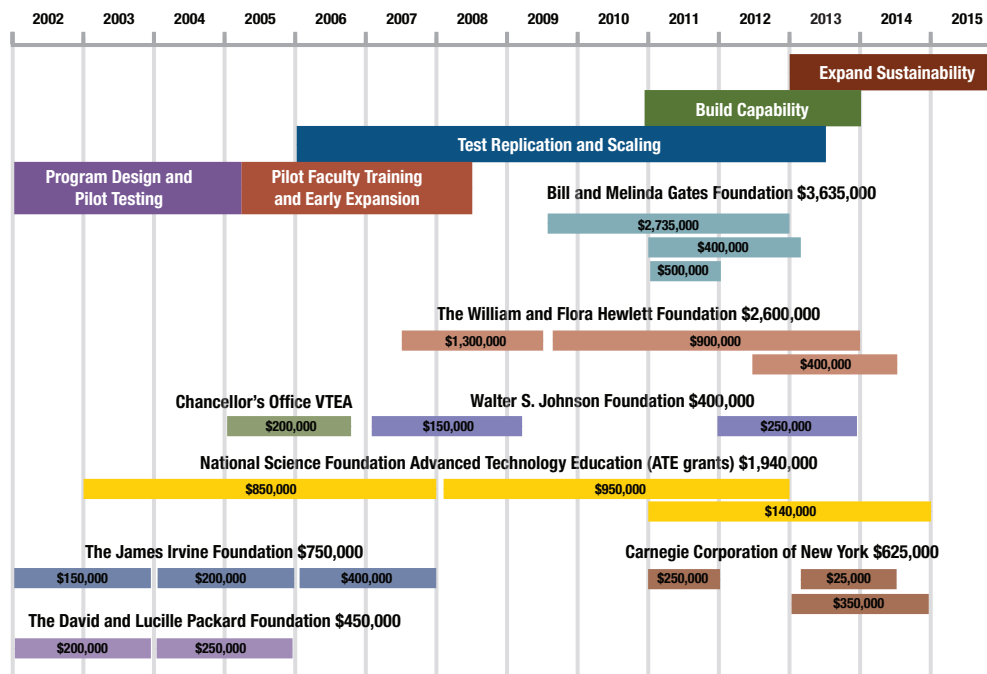 2002 2003 2004 2005 2006 2007 2008 2009 2010 2011 2012 2013 2014 2015
Expand Sustainability
Build Capability
Test Replication and Scaling
Program Design and
Pilot Testing
Pilot Faculty Training
and Early Expansion
Bill and Melinda Gates Foundation $3,635,000
$2,735,000
$400,000
$500,000
The William and Flora Hewlett Foundation $2,600,000
$1,300,000 $900,000
$400,000
Chancellor's Office VTEA
$200,000
Walter S. Johnson Foundation $400,000
$150,000 $250,000
National Science Foundation Advanced Technology Education (ATE grants) $1,940,000
$850,000 $950,000
$140,000
The James Irvine Foundation $750,000
$150,000 $200,000 $400,000
Carnegie Corporation of New York $625,000
$250,000 $25,000
$350,000
The David and Lucille Packard Foundation $450,000
$200,000 $250,000